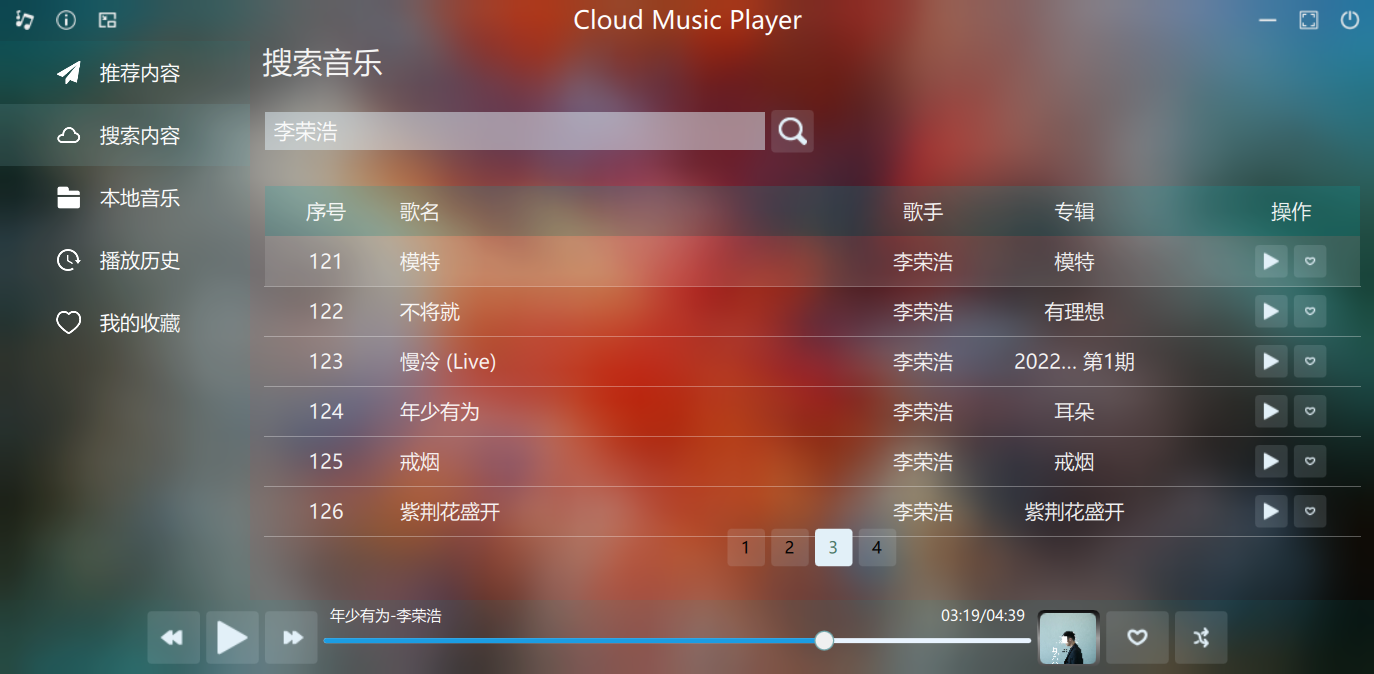 Cloud Music Player
推荐内容
搜索内容
本地音乐
播放历史
我的收藏
搜索音乐
李荣浩
序号 歌名 歌手 专辑 操作
121 模特 李荣浩 模特
122 不将就 李荣浩 有理想
123 慢冷 (Live) 李荣浩 2022... 第1期
124 年少有为 李荣浩 耳朵
125 戒烟 李荣浩 戒烟
126 紫荆花盛开 李荣浩 紫荆花盛开
1 2 3 4
年少有为-李荣浩 03:19/04:39